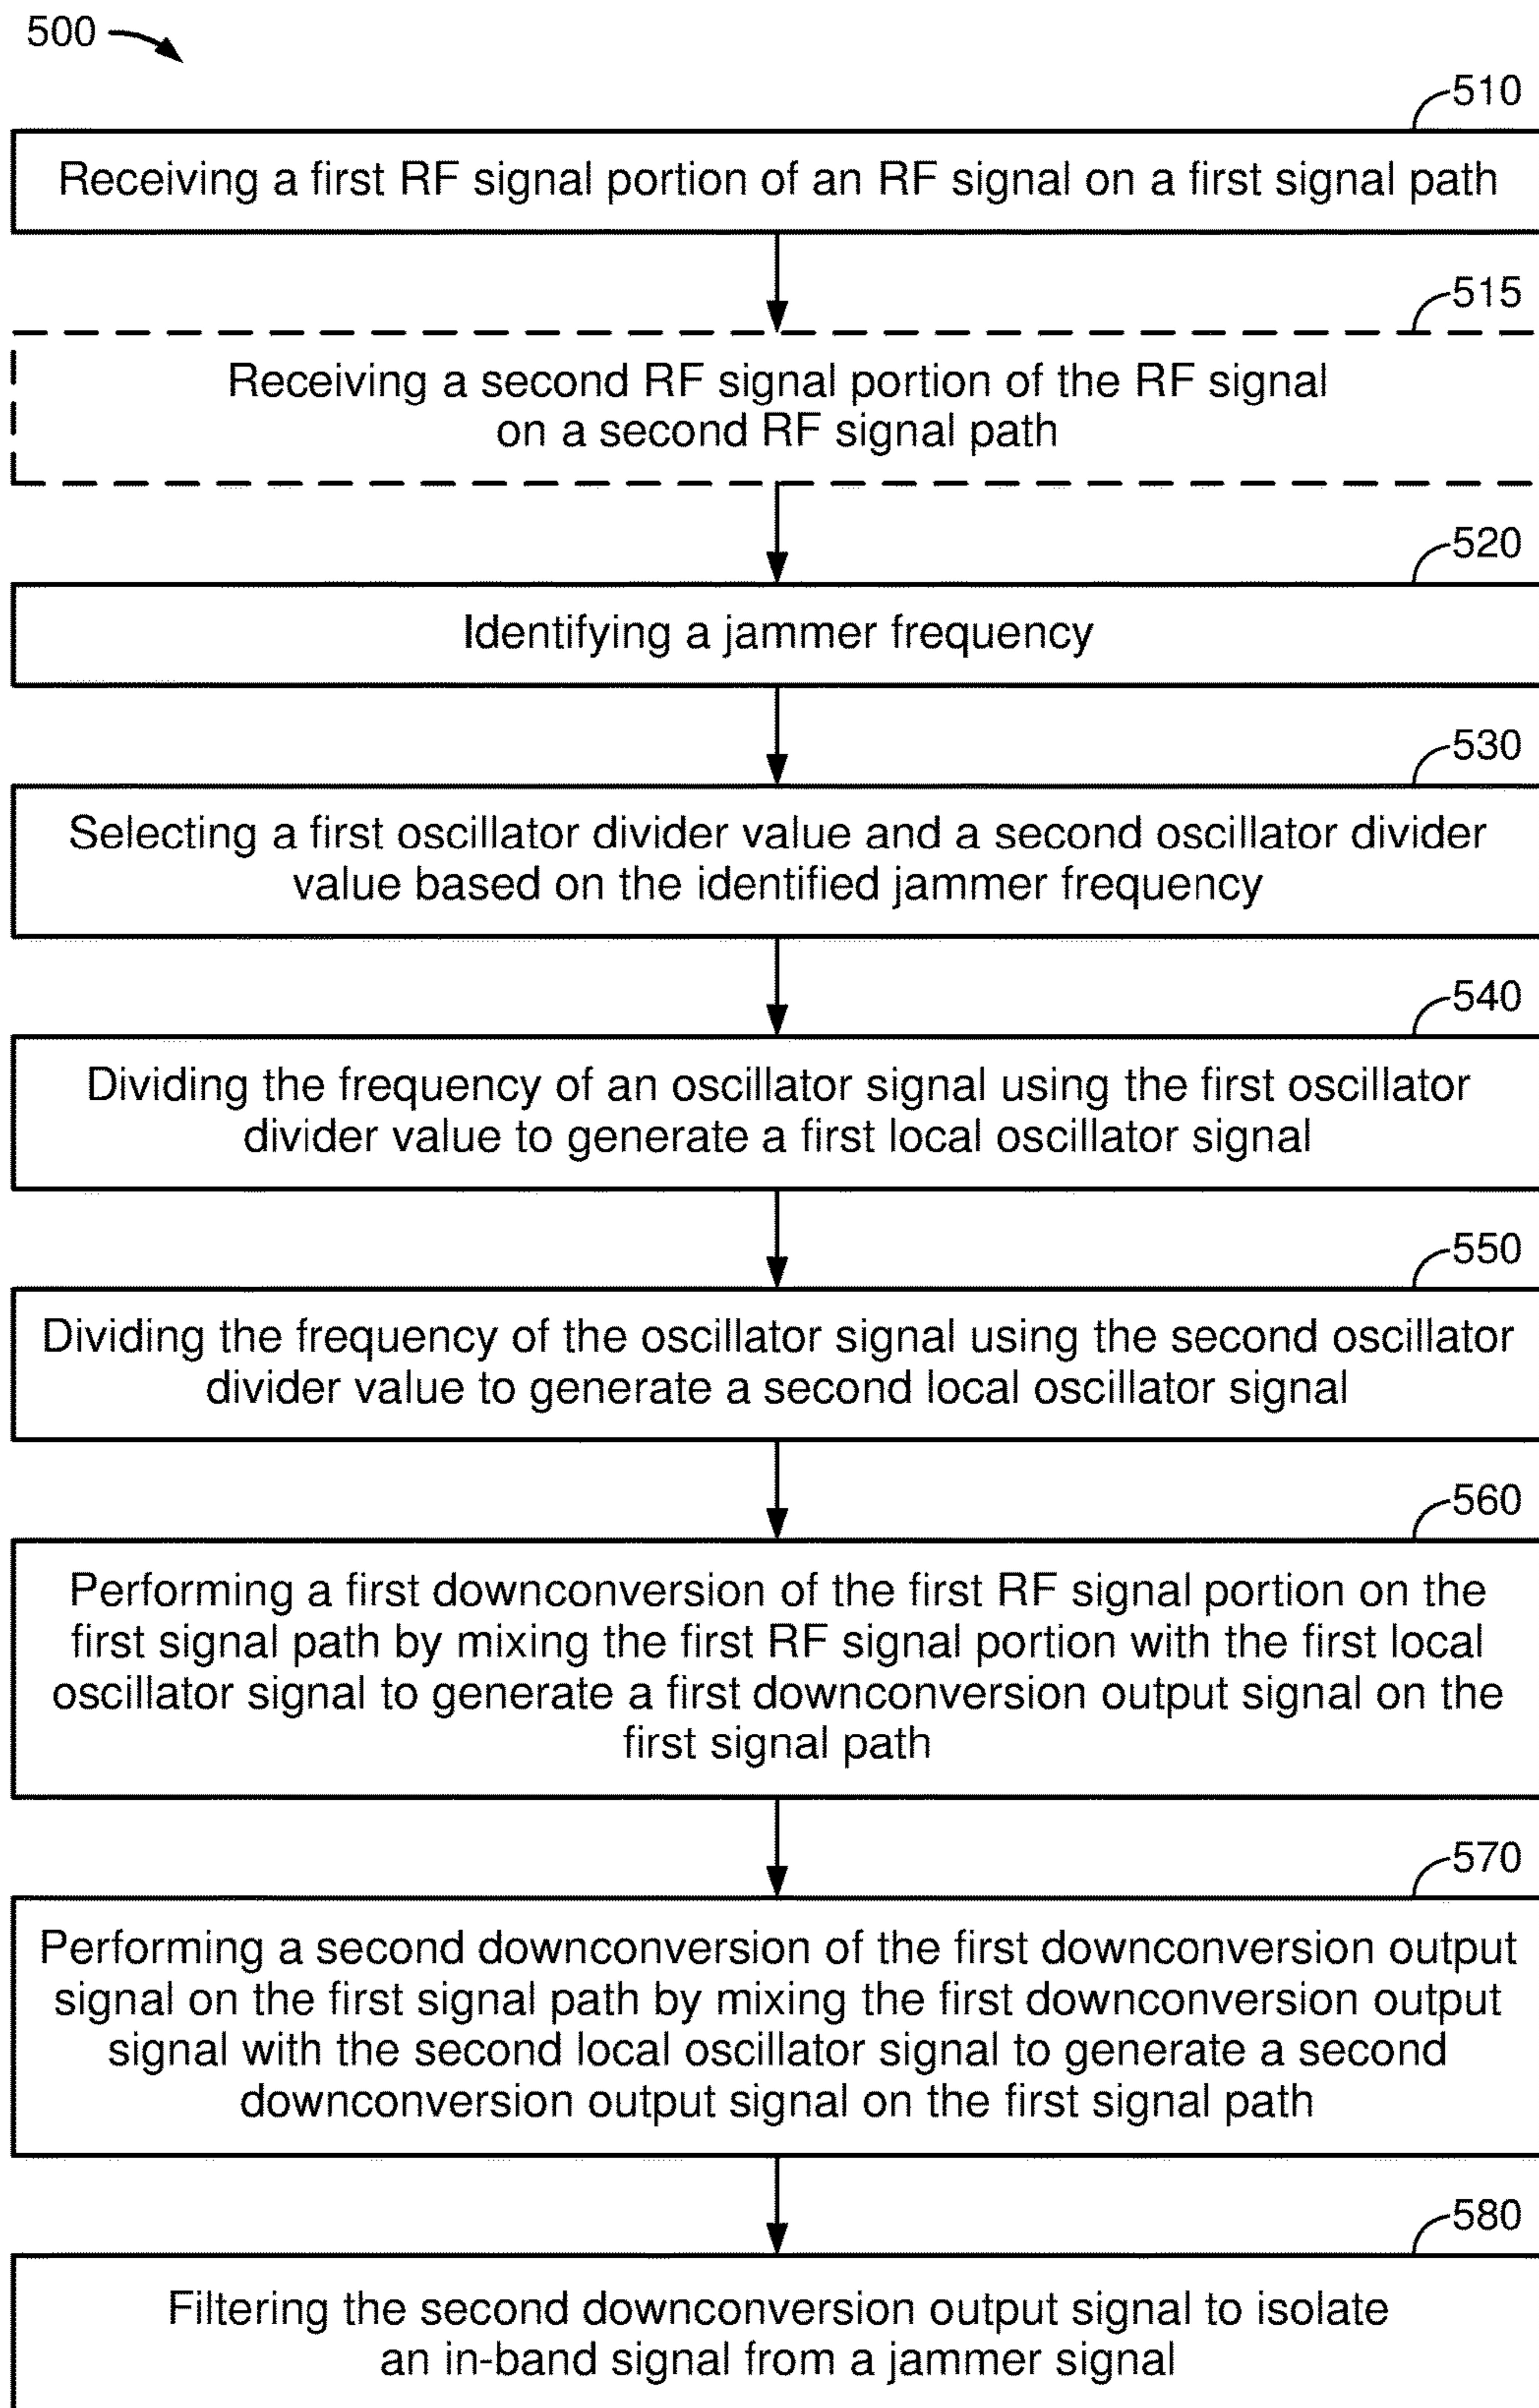 500
510
Receiving a first RF signal portion of an RF signal on a first signal path
515
Receiving a second RF signal portion of the RF signal
on a second RF signal path
520
Identifying a jammer frequency
530
Selecting a first oscillator divider value and a second oscillator divider
value based on the identified jammer frequency
540
Dividing the frequency of an oscillator signal using the first oscillator
divider value to generate a first local oscillator signal
550
Dividing the frequency of the oscillator signal using the second oscillator
divider value to generate a second local oscillator signal
560
Performing a first downconversion of the first RF signal portion on the
first signal path by mixing the first RF signal portion with the first local
oscillator signal to generate a first downconversion output signal on the
first signal path
570
Performing a second downconversion of the first downconversion output
signal on the first signal path by mixing the first downconversion output
signal with the second local oscillator signal to generate a second
downconversion output signal on the first signal path
580
Filtering the second downconversion output signal to isolate
an in-band signal from a jammer signal